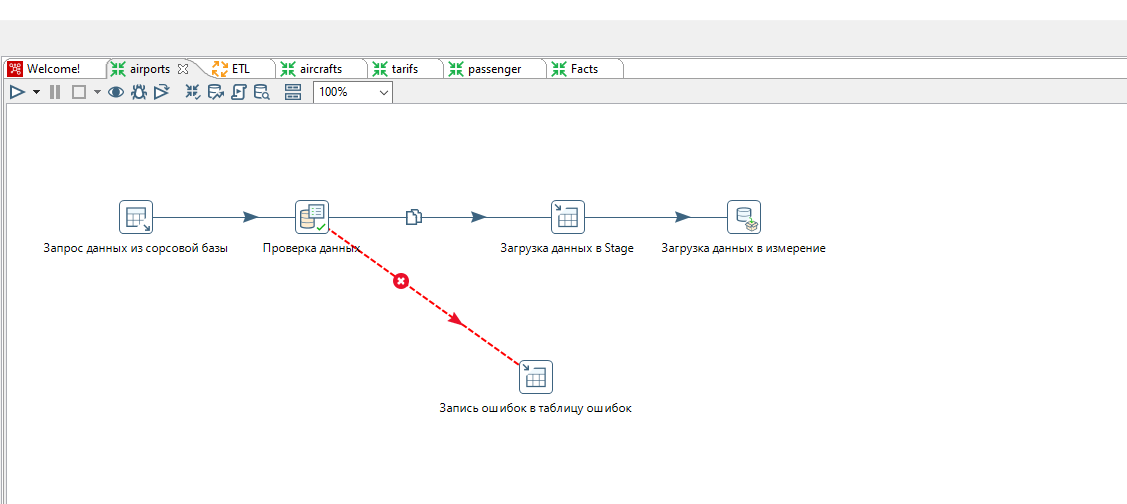 Welcome!
airports
ETL
aircrafts
tarifs
passenger
Facts
100%
Запрос данных из сорсовой базы
Проверка данных
Загрузка данных в Stage
Загрузка данных в измерение
Запись ошибок в таблицу ошибок